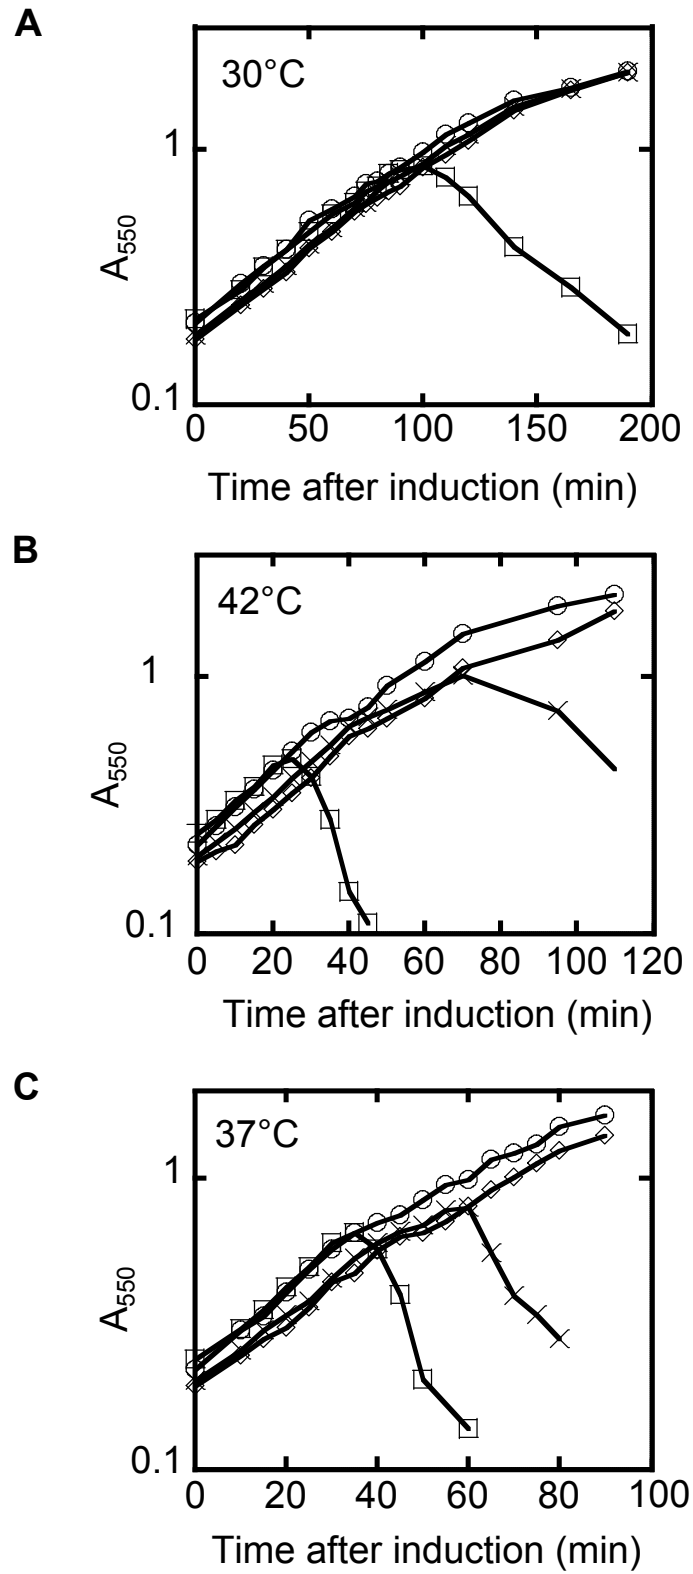 A
30°C
1
A550
0.1
0 50 100 150 200
Time after induction (min)
B
42°C
1
A550
0.1
0 20 40 60 80 100 120
Time after induction (min)
C
37°C
1
A550
0.1
0 20 40 60 80 100
Time after induction (min)